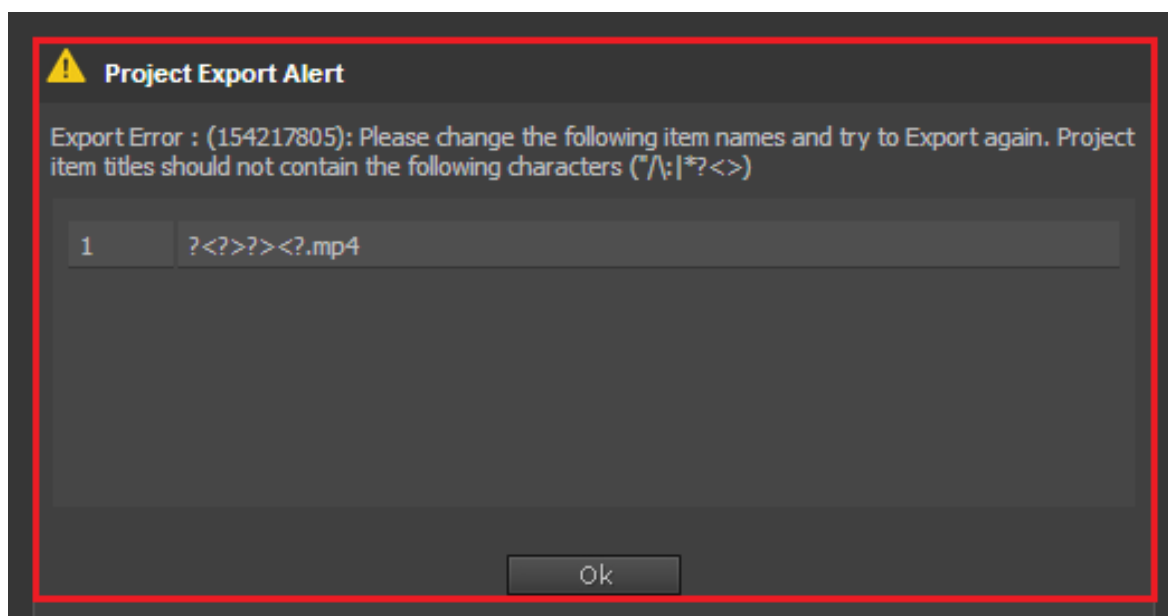 Project Export Alert
Export Error : (154217805): Please change the following item names and try to Export again. Project
item titles should not contain the following characters ("/\:|*?<>)
1 ?<?>?><?.mp4
Ok